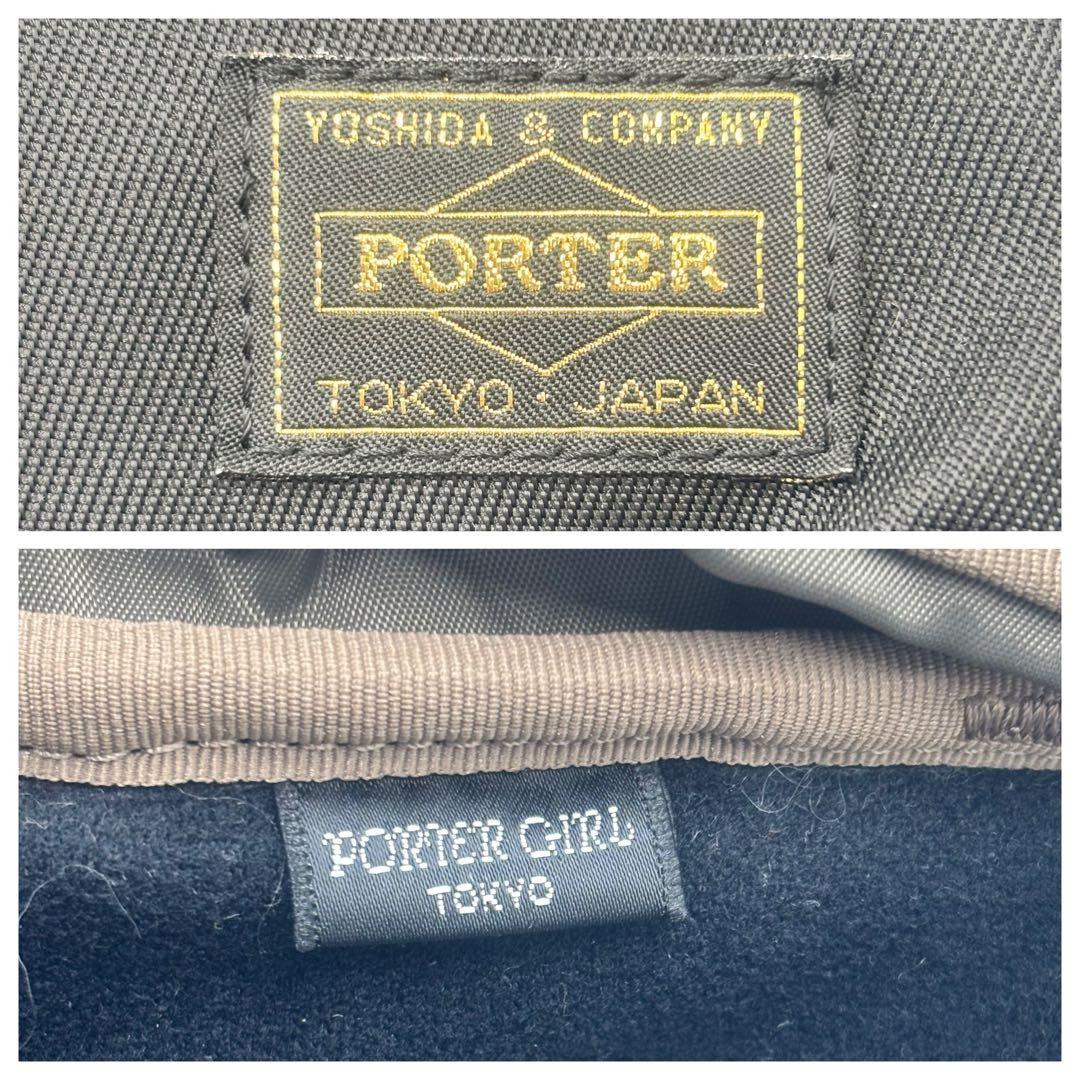 YOSHIDA & COMPANY
PORTER
TOKYO · JAPAN
PORTER GIRL
TOKYO